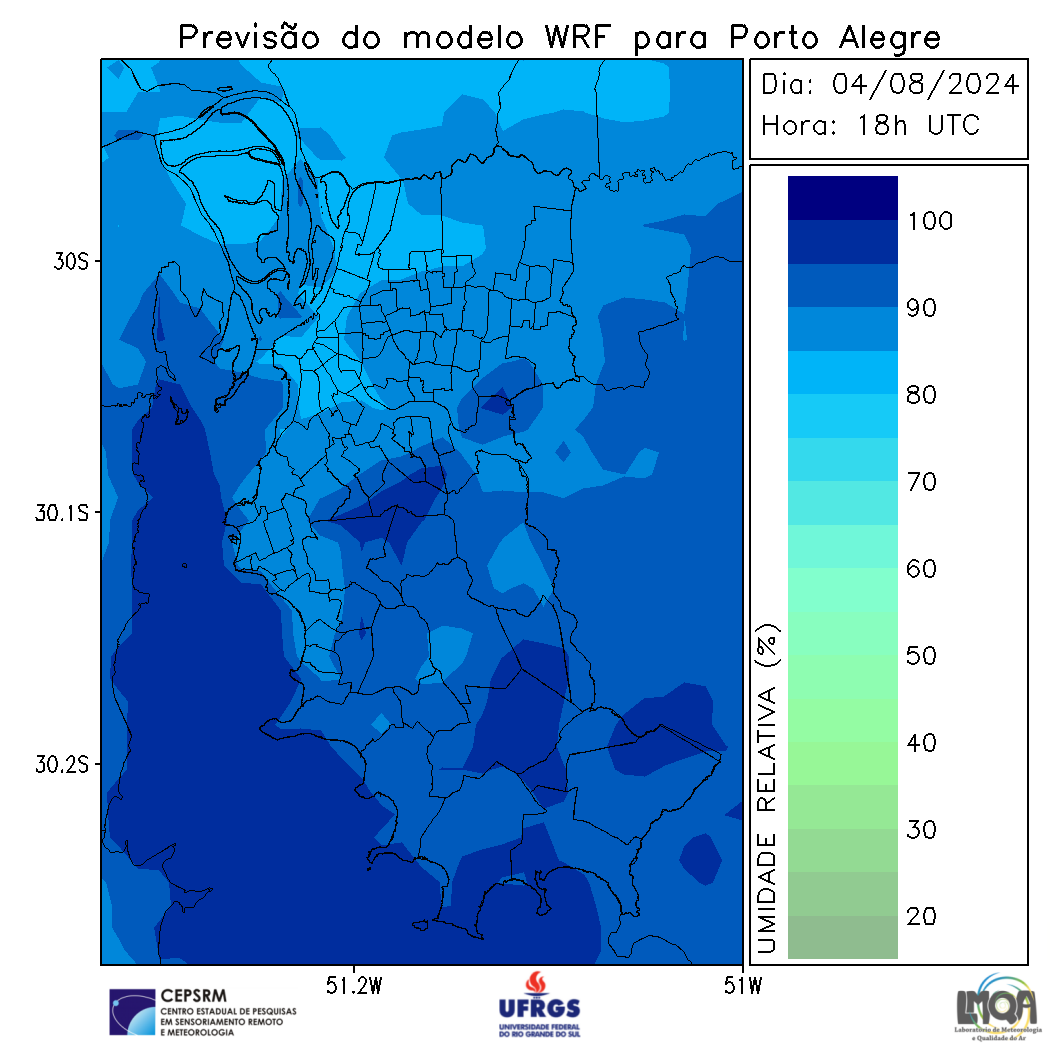 Previsão do modelo WRF para Porto Alegre
Dia: 04/08/2024
Hora: 18h UTC
100
90
80
70
60
50
40
30
20
UMIDADE RELATIVA (%)
30S
30.1S
30.2S
51.2W
51W
CEPSRM
CENTRO ESTADUAL DE PESQUISAS
EM SENSORIAMENTO REMOTO
E METEOROLOGIA
UFRGS
UNIVERSIDADE FEDERAL
DO RIO GRANDE DO SUL
LMQA
Laboratório de Meteorologia
e Qualidade do Ar